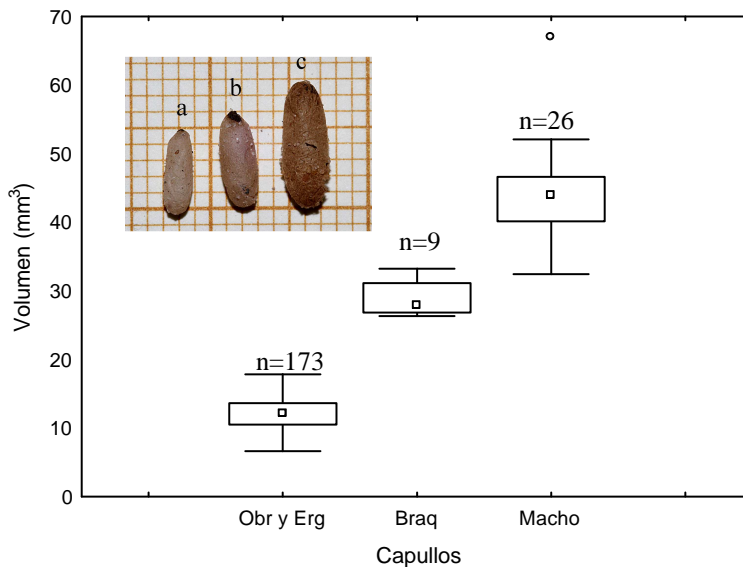 70
60
50
40
30
20
10
0
Volumen (mm³)
a
b
c
n=173
n=9
n=26
Obr y Erg
Braq
Macho
Capullos